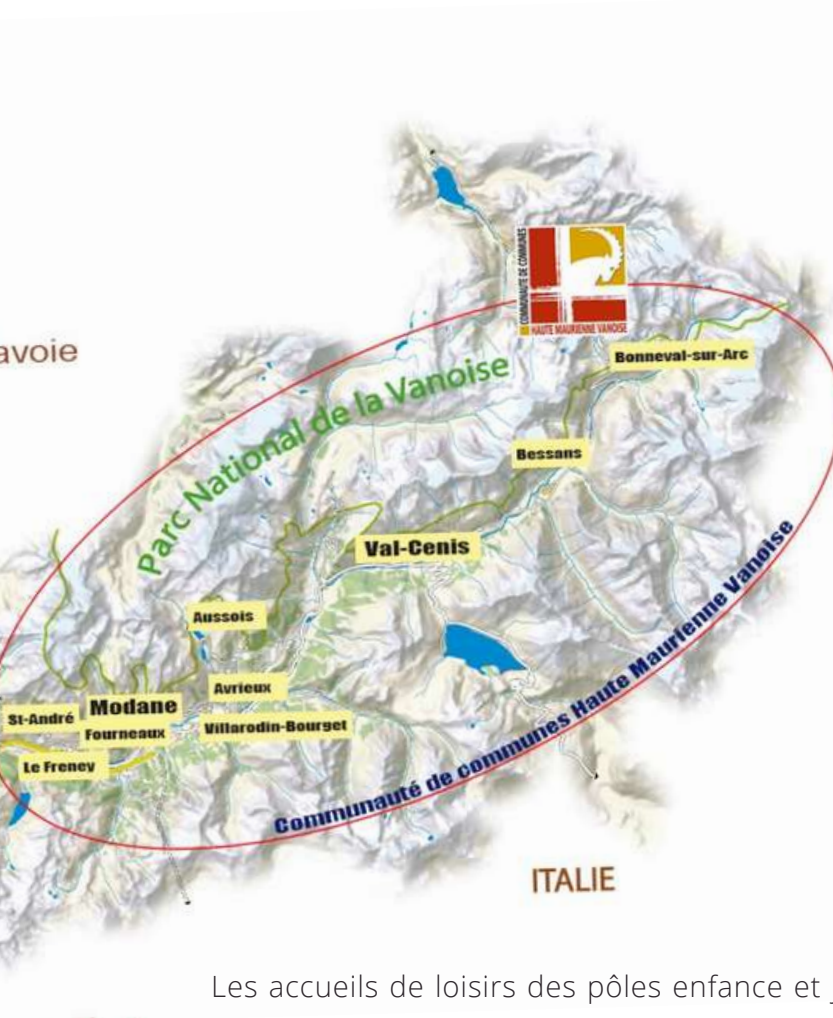 COMMUNAUTÉ DE COMMUNES
HAUTE MAURIENNE VANOISE
Bonneval-sur-Arc
avoie
Parc National de la Vanoise
Bessans
Val-Cenis
Aussois
Avrieux
Modane
St-André
Fourneaux
Villarodin-Bourget
Le Freney
Communauté de communes Haute Maurienne Vanoise
ITALIE
Les accueils de loisirs des pôles enfance et